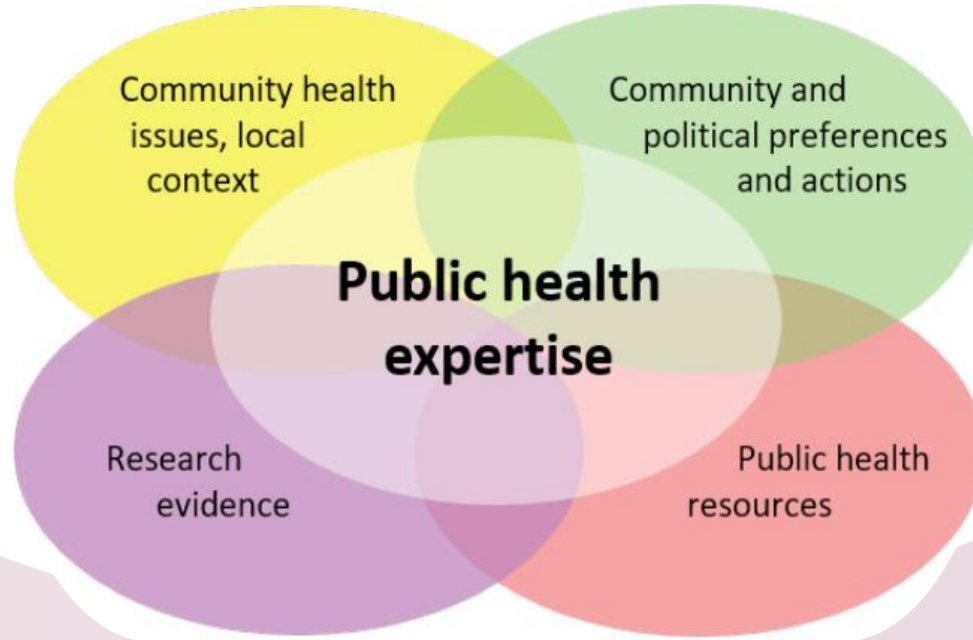 Community health
issues, local
context
Community and
political preferences
and actions
Public health
expertise
Research
evidence
Public health
resources